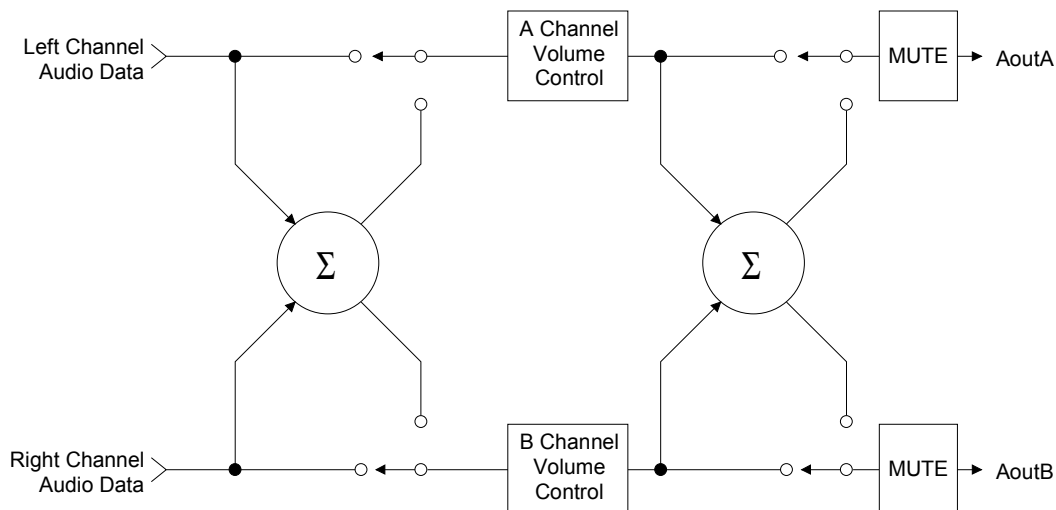 Left Channel
Audio Data
A Channel
Volume
Control
MUTE
AoutA
Σ
Σ
Right Channel
Audio Data
B Channel
Volume
Control
MUTE
AoutB